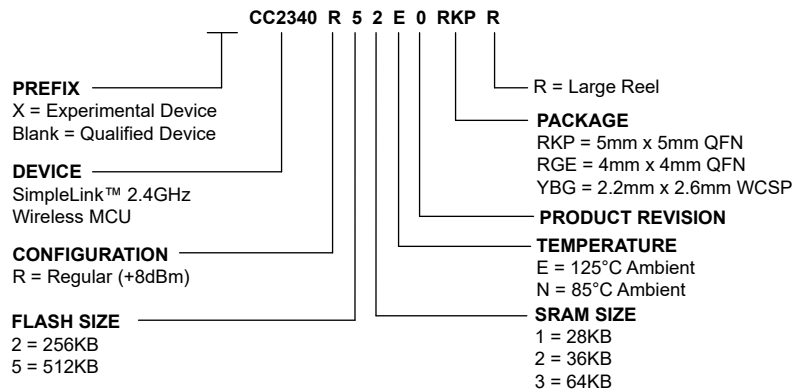 CC2340 R 5 2 E 0 RKP R
PREFIX
X = Experimental Device
Blank = Qualified Device
DEVICE
SimpleLink™ 2.4GHz
Wireless MCU
CONFIGURATION
R = Regular (+8dBm)
FLASH SIZE
2 = 256KB
5 = 512KB
R = Large Reel
PACKAGE
RKP = 5mm x 5mm QFN
RGE = 4mm x 4mm QFN
YBG = 2.2mm x 2.6mm WCSP
PRODUCT REVISION
TEMPERATURE
E = 125°C Ambient
N = 85°C Ambient
SRAM SIZE
1 = 28KB
2 = 36KB
3 = 64KB